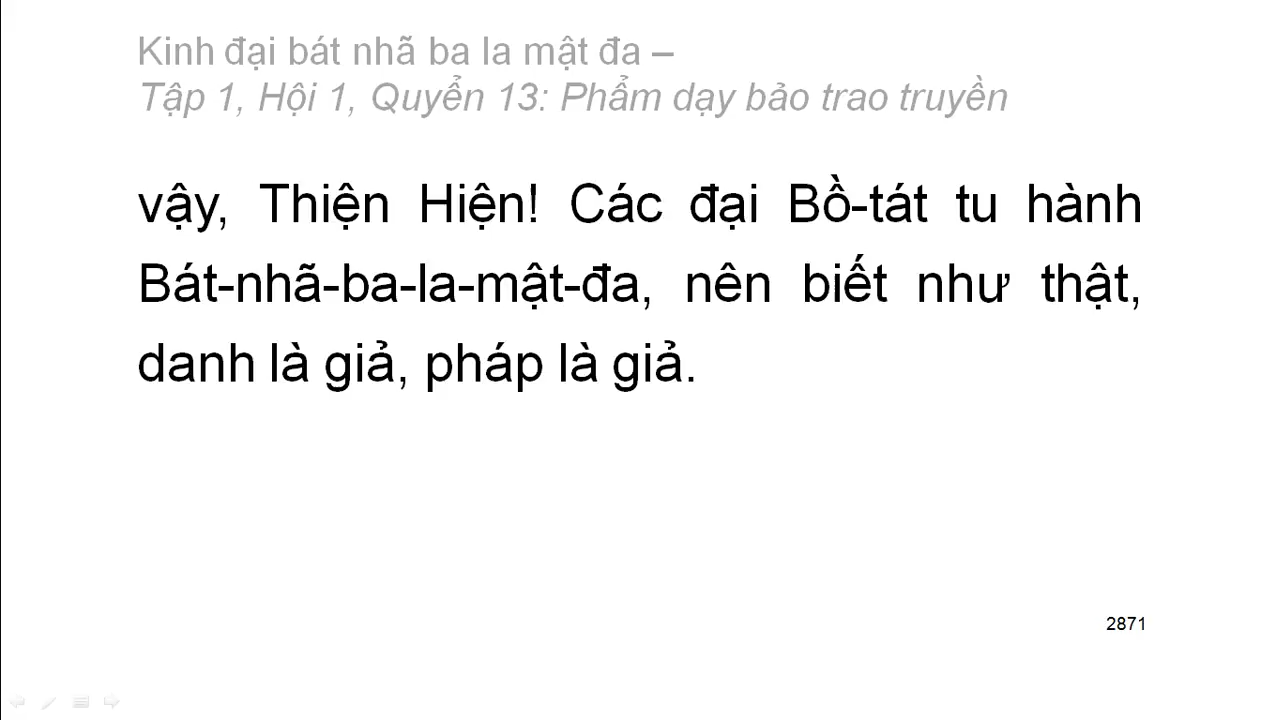 Kinh đại bát nhã ba la mật đa –
Tập 1, Hội 1, Quyển 13: Phẩm dạy bảo trao truyền
vậy, Thiện Hiện! Các đại Bồ-tát tu hành
Bát-nhã-ba-la-mật-đa, nên biết như thật,
danh là giả, pháp là giả.
2871